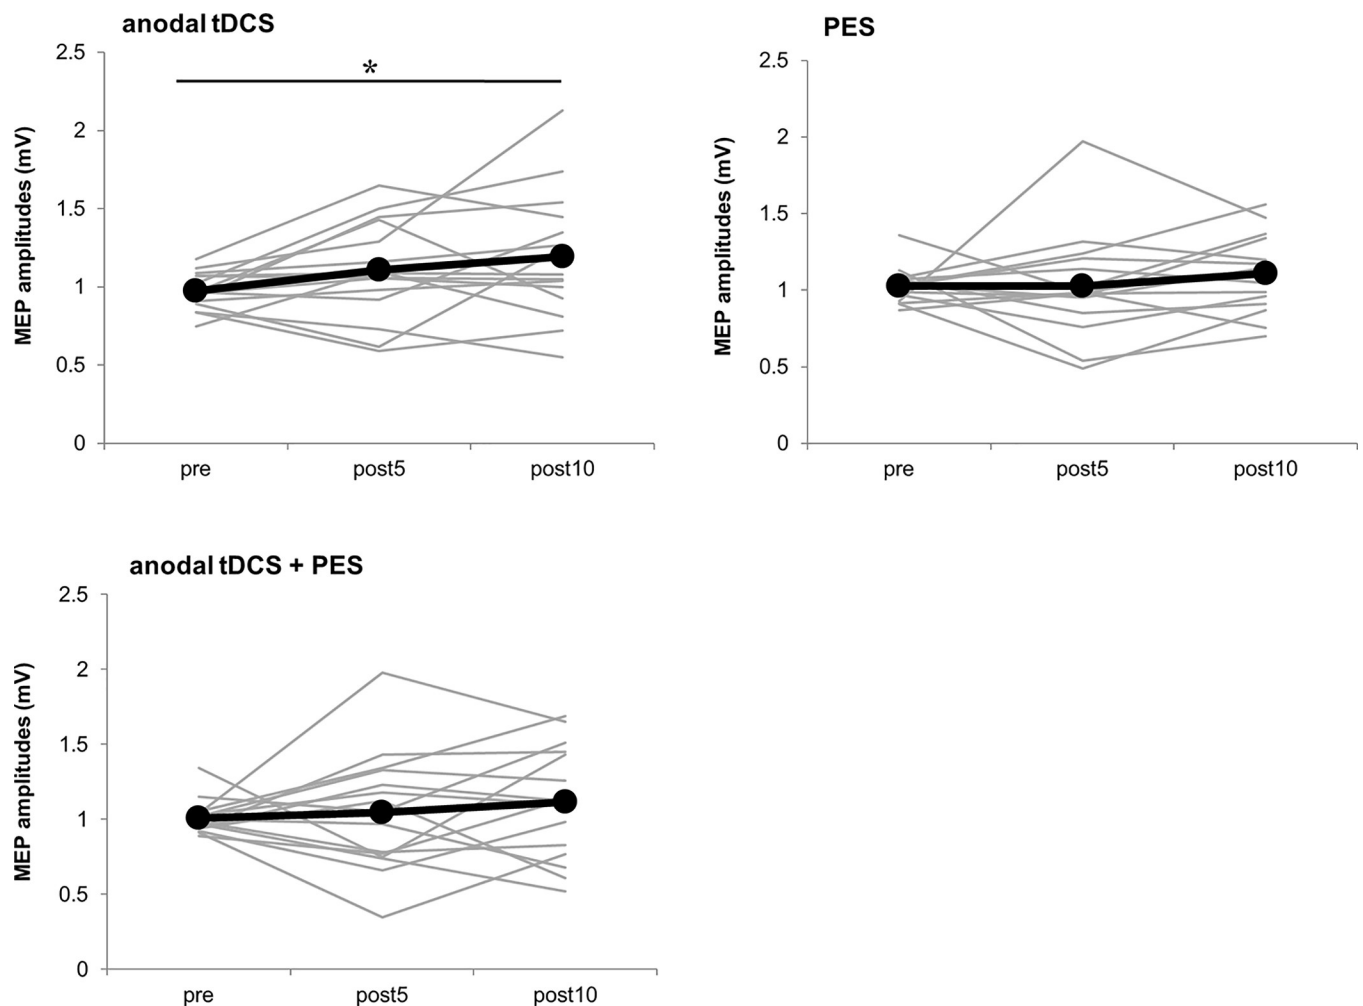 anodal tDCS
*
MEP amplitudes (mV)
2.5
2
1.5
1
0.5
0
pre post5 post10
PES
MEP amplitudes (mV)
2.5
2
1.5
1
0.5
0
pre post5 post10
anodal tDCS + PES
MEP amplitudes (mV)
2.5
2
1.5
1
0.5
0
pre post5 post10